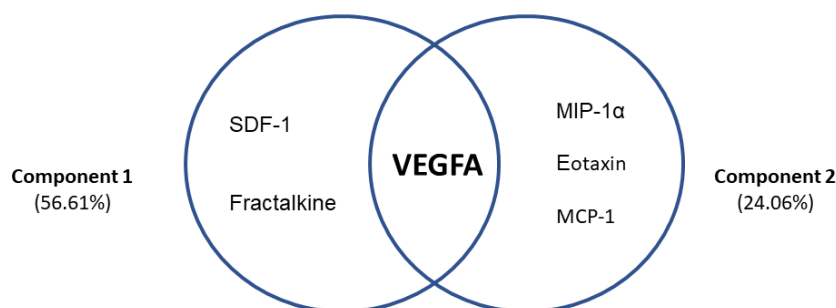 Component 1
(56.61%)
SDF-1
Fractalkine
VEGFA
MIP-1α
Eotaxin
MCP-1
Component 2
(24.06%)